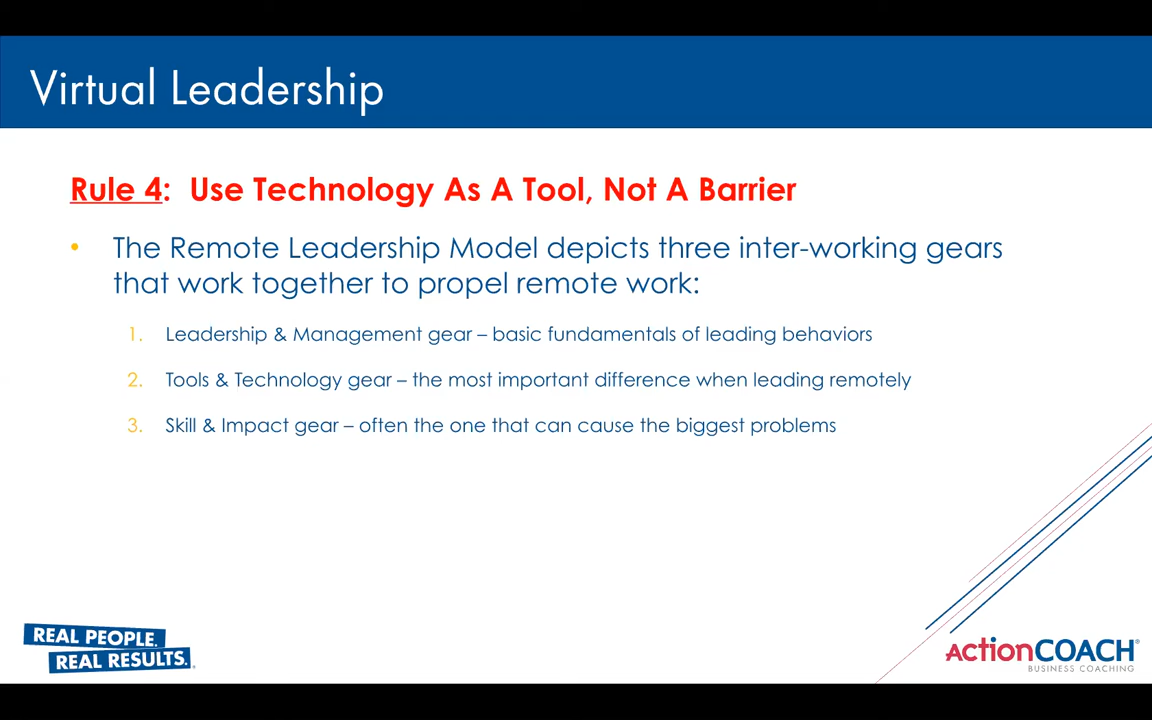 Virtual Leadership
Rule 4: Use Technology As A Tool, Not A Barrier
• The Remote Leadership Model depicts three inter-working gears
that work together to propel remote work:
1. Leadership & Management gear – basic fundamentals of leading behaviors
2. Tools & Technology gear – the most important difference when leading remotely
3. Skill & Impact gear – often the one that can cause the biggest problems
REAL PEOPLE.
REAL RESULTS.
ActionCOACH®
BUSINESS COACHING